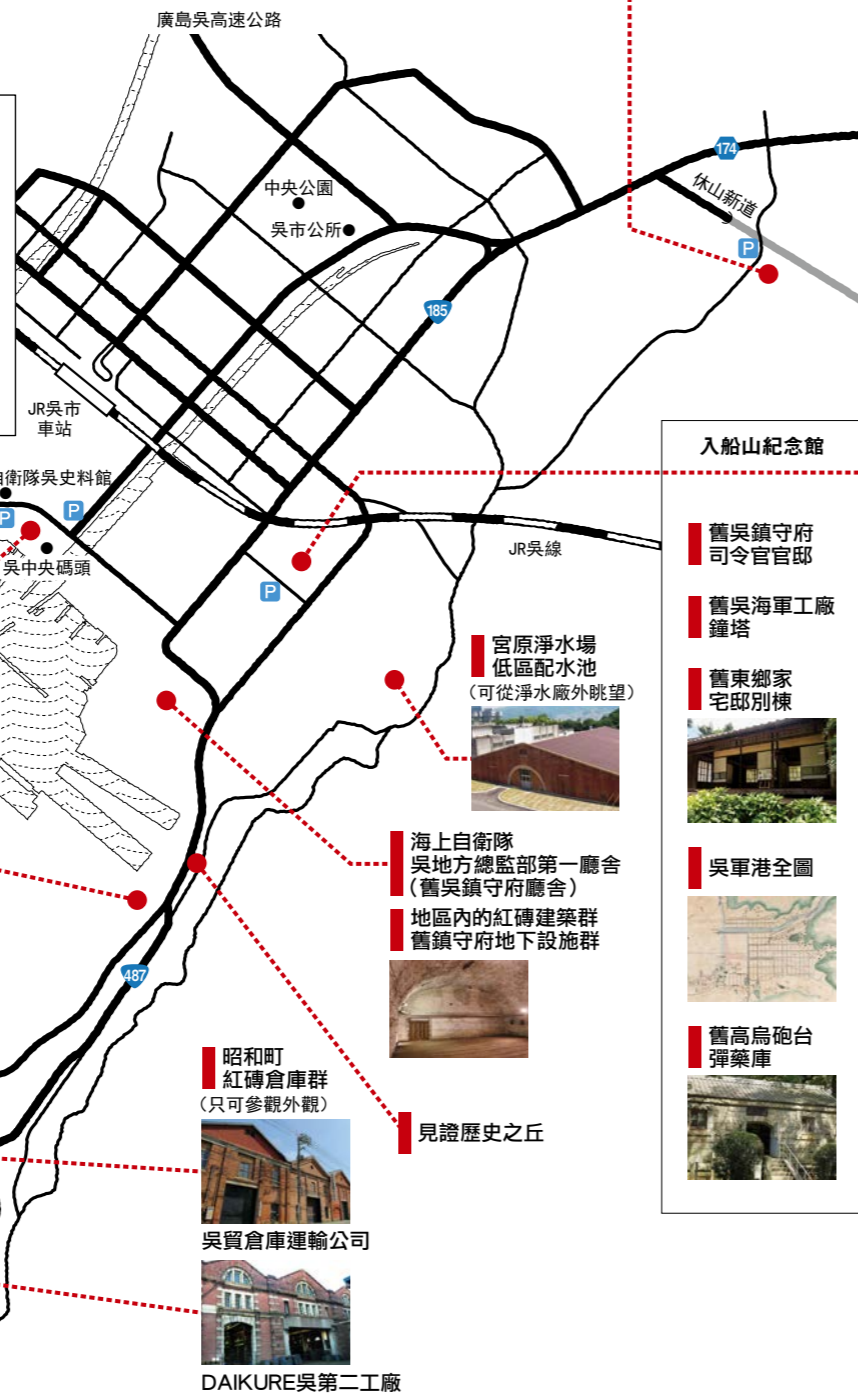 廣島吳高速公路
174
休山新道
P
中央公園
吳市公所
185
JR吳市
車站
自衛隊吳史料館
P
P
吳中央碼頭
P
JR吳線
入船山紀念館
舊吳鎮守府
司令官官邸
舊吳海軍工廠
鐘塔
舊東鄉家
宅邸別棟
吳軍港全圖
舊高烏砲台
彈藥庫
宮原淨水場
低區配水池
（可從淨水廠外眺望）
海上自衛隊
吳地方總監部第一廳舍
（舊吳鎮守府廳舍）
地區內的紅磚建築群
舊鎮守府地下設施群
487
昭和町
紅磚倉庫群
（只可參觀外觀）
見證歷史之丘
吳貿倉庫運輸公司
DAIKURE吳第二工廠